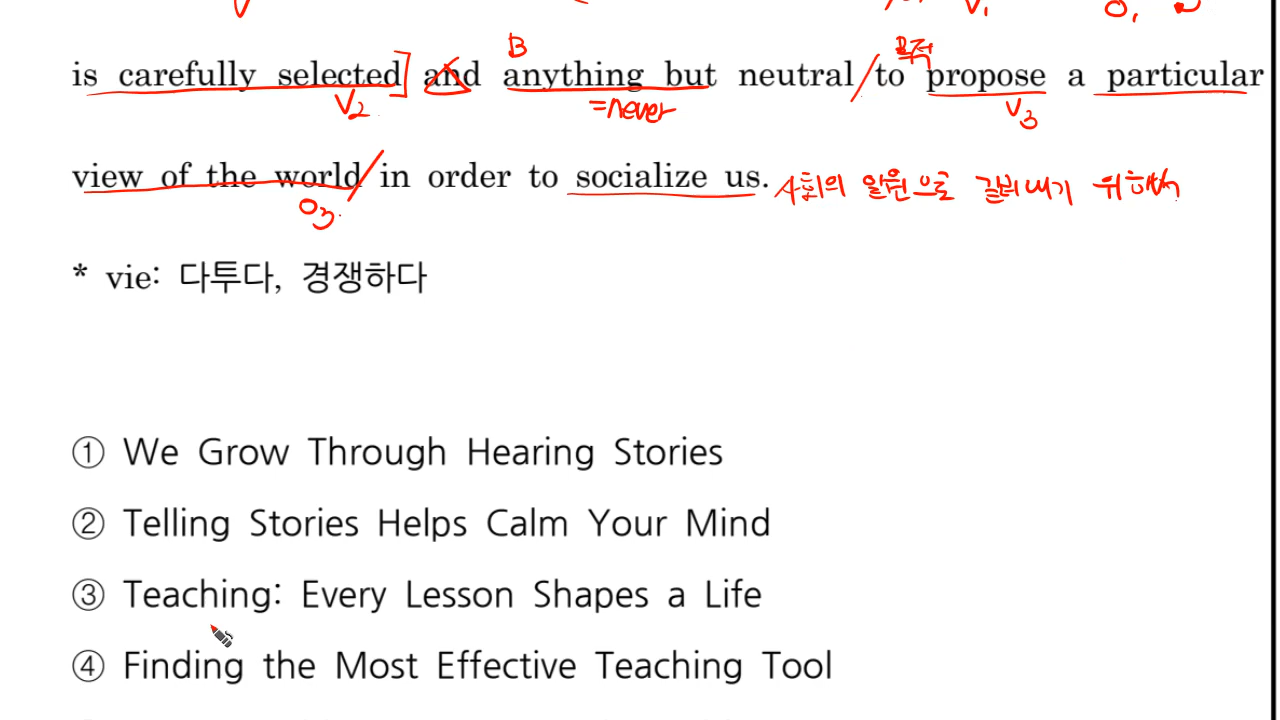 B 목적
is carefully selected] and anything but neutral / to propose a particular
V₂ =never V₃
view of the world / in order to socialize us. 사회의 일원으로 길러내기 위해서
O₃
* vie: 다투다, 경쟁하다
① We Grow Through Hearing Stories
② Telling Stories Helps Calm Your Mind
③ Teaching: Every Lesson Shapes a Life
④ Finding the Most Effective Teaching Tool